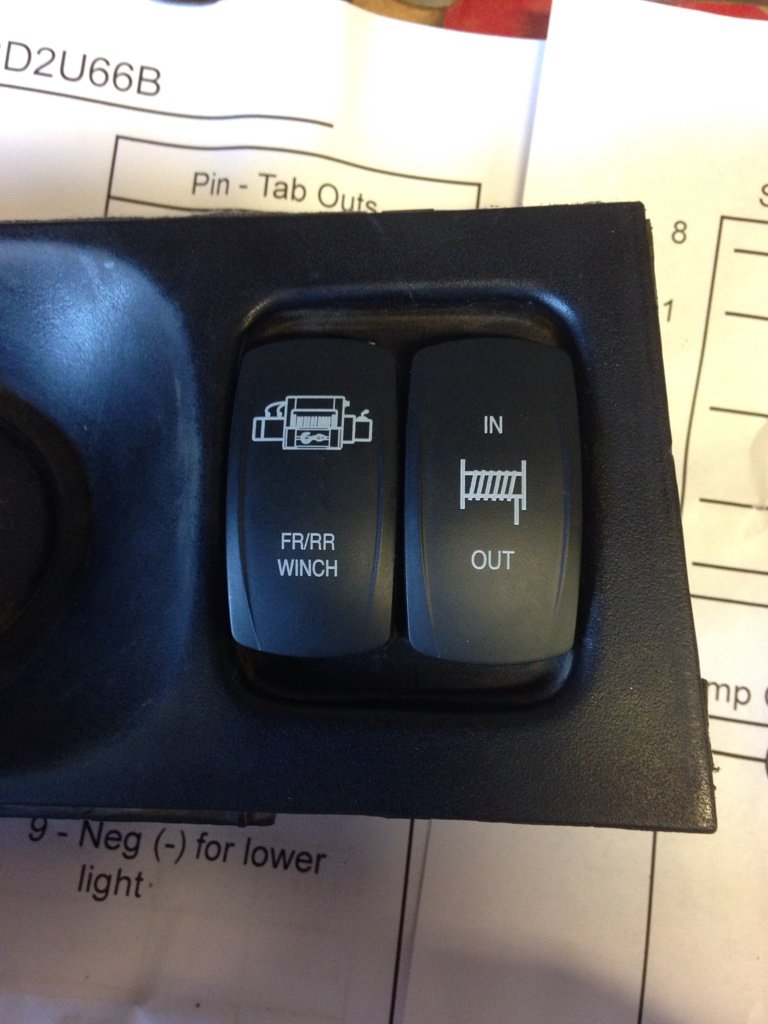 D2U66B
Pin - Tab Outs
8
1
FR/RR
WINCH
IN
OUT
mp
9 - Neg (-) for lower
light